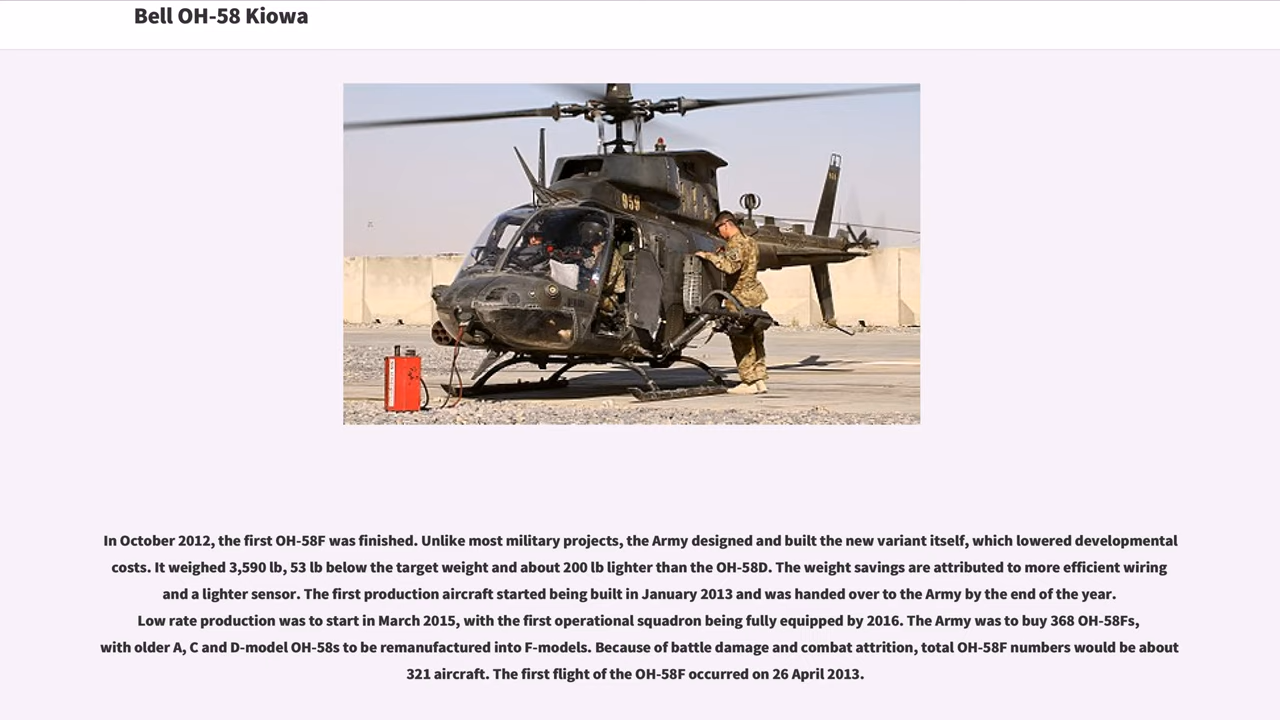 Bell OH-58 Kiowa
959
In October 2012, the first OH-58F was finished. Unlike most military projects, the Army designed and built the new variant itself, which lowered developmental
costs. It weighed 3,590 lb, 53 lb below the target weight and about 200 lb lighter than the OH-58D. The weight savings are attributed to more efficient wiring
and a lighter sensor. The first production aircraft started being built in January 2013 and was handed over to the Army by the end of the year.
Low rate production was to start in March 2015, with the first operational squadron being fully equipped by 2016. The Army was to buy 368 OH-58Fs,
with older A, C and D-model OH-58s to be remanufactured into F-models. Because of battle damage and combat attrition, total OH-58F numbers would be about
321 aircraft. The first flight of the OH-58F occurred on 26 April 2013.